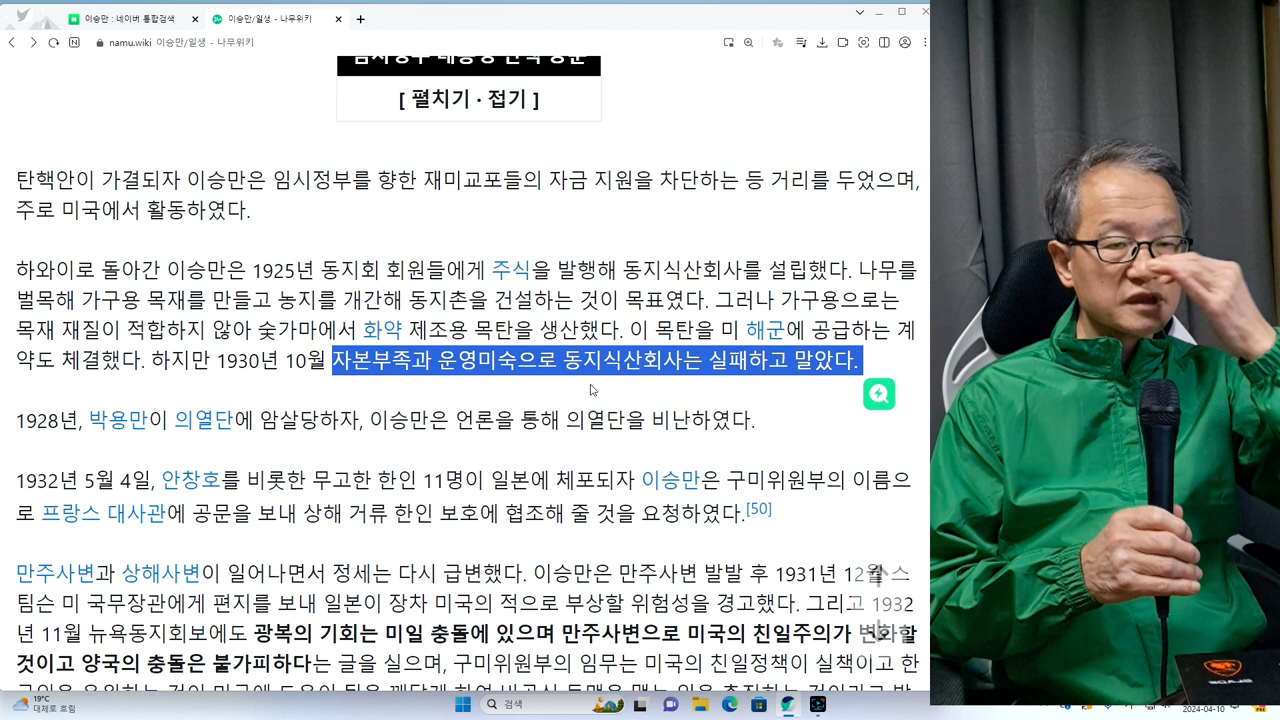 이승만 : 네이버 통합검색
이승만/일생 - 나무위키
namu.wiki 이승만/일생 - 나무위키
[ 펼치기 · 접기 ]
탄핵안이 가결되자 이승만은 임시정부를 향한 재미교포들의 자금 지원을 차단하는 등 거리를 두었으며,
주로 미국에서 활동하였다.
하와이로 돌아간 이승만은 1925년 동지회 회원들에게 주식을 발행해 동지식산회사를 설립했다. 나무를
벌목해 가구용 목재를 만들고 농지를 개간해 동지촌을 건설하는 것이 목표였다. 그러나 가구용으로는
목재 재질이 적합하지 않아 숯가마에서 화약 제조용 목탄을 생산했다. 이 목탄을 미 해군에 공급하는 계
약도 체결했다. 하지만 1930년 10월 자본부족과 운영미숙으로 동지식산회사는 실패하고 말았다.
1928년, 박용만이 의열단에 암살당하자, 이승만은 언론을 통해 의열단을 비난하였다.
1932년 5월 4일, 안창호를 비롯한 무고한 한인 11명이 일본에 체포되자 이승만은 구미위원부의 이름으
로 프랑스 대사관에 공문을 보내 상해 거류 한인 보호에 협조해 줄 것을 요청하였다.[50]
만주사변과 상해사변이 일어나면서 정세는 다시 급변했다. 이승만은 만주사변 발발 후 1931년 12월 스
팀슨 미 국무장관에게 편지를 보내 일본이 장차 미국의 적으로 부상할 위험성을 경고했다. 그리고 1932
년 11월 뉴욕동지회보에도 광복의 기회는 미일 충돌에 있으며 만주사변으로 미국의 친일주의가 변화할
것이고 양국의 충돌은 불가피하다는 글을 실으며, 구미위원부의 임무는 미국의 친일정책이 실책이고 한
19°C
대체로 흐림
검색
2024-04-10